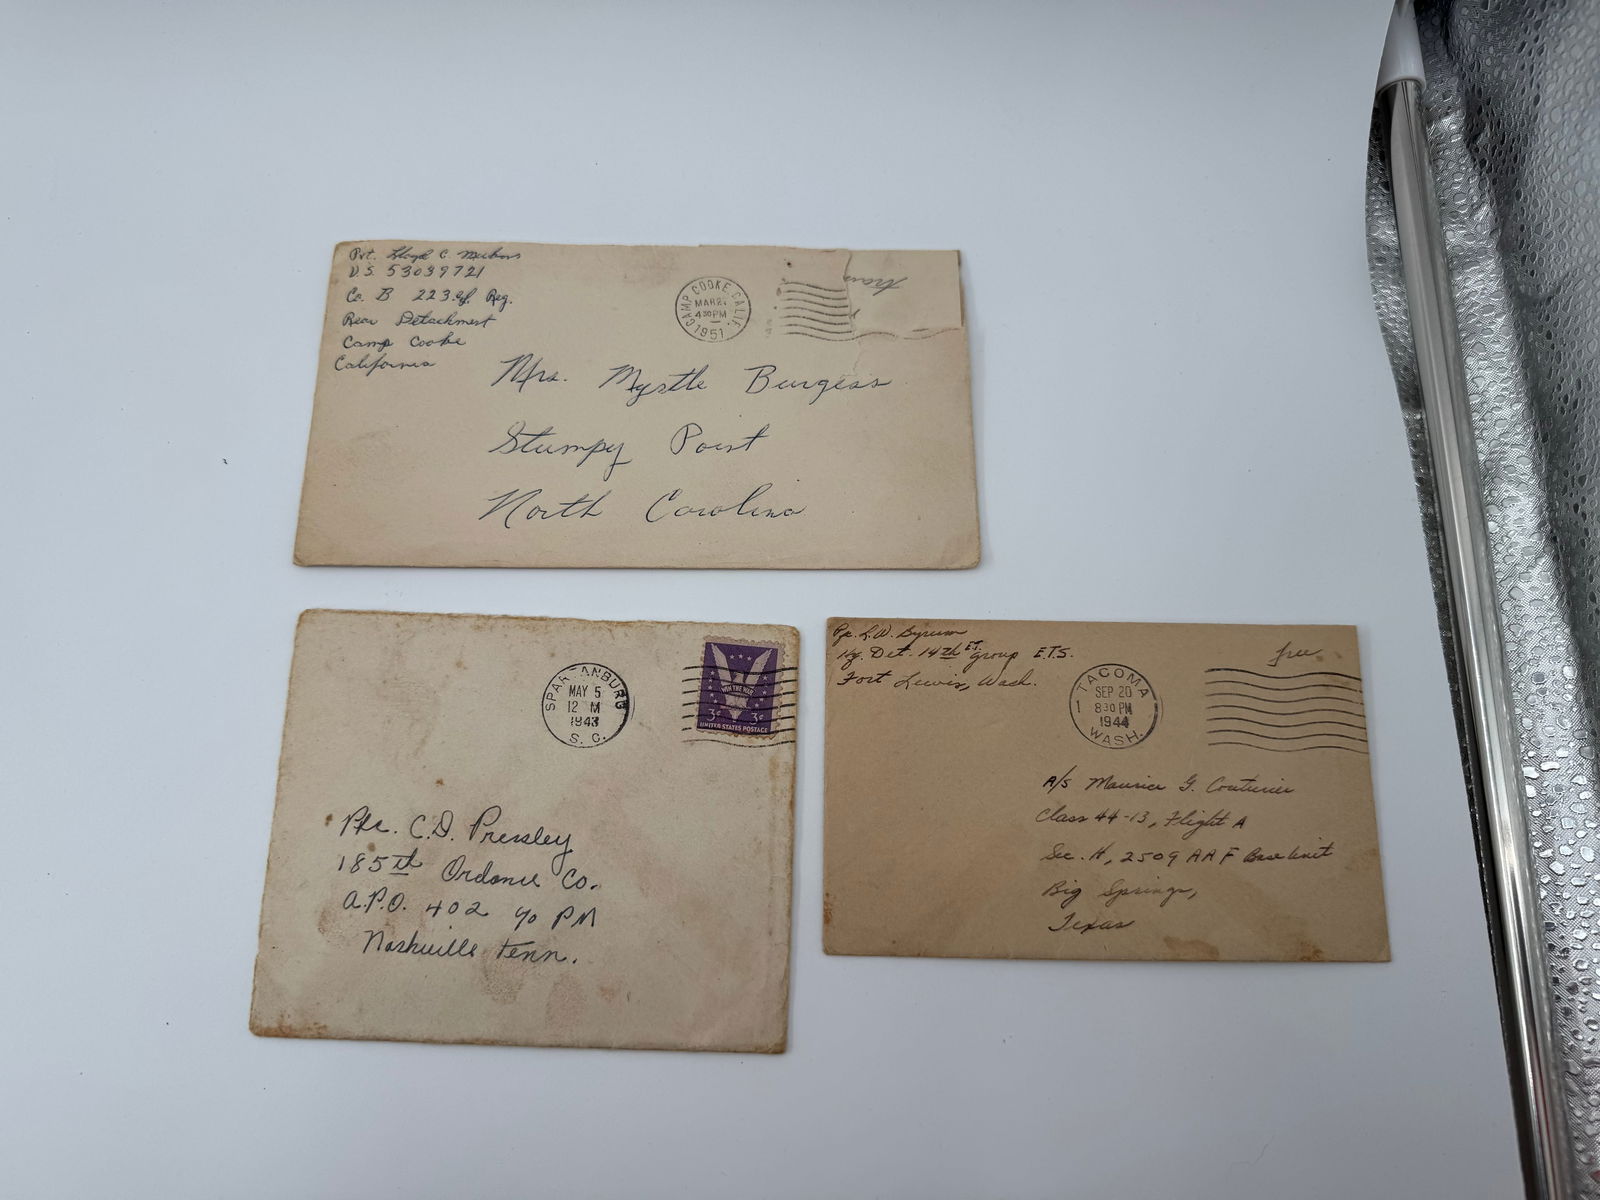 Pvt. Lloyd C.
U.S. 53039721
Co. B 223 Reg.
Rear Detachment
Camp Cooke
California
CAMP COOKE, CALIF.
MAR 2
4 30 PM
1951
Mrs. Myrtle Burgess
Stumpy Point
North Carolina
SPARTANBURG
MAY 5
12 M
1943
S. C.
WIN THE WAR
3¢ 3¢
UNITED STATES POSTAGE
Pfc. C.D. Pressley
185th Ordance Co.
A.P.O. 402 c/o PM
Nashville Tenn.
L.W. Byrum
Hq. Det. 14th E.T. group E.T.S.
Fort Lewis, Wash.
free
TACOMA
SEP 20
1 8 30 PM
1944
WASH.
A/S Maurice G. Couturier
Class 44-13, Flight A
Sec. H, 2509 AAF Base Unit
Big Springs,
Texas